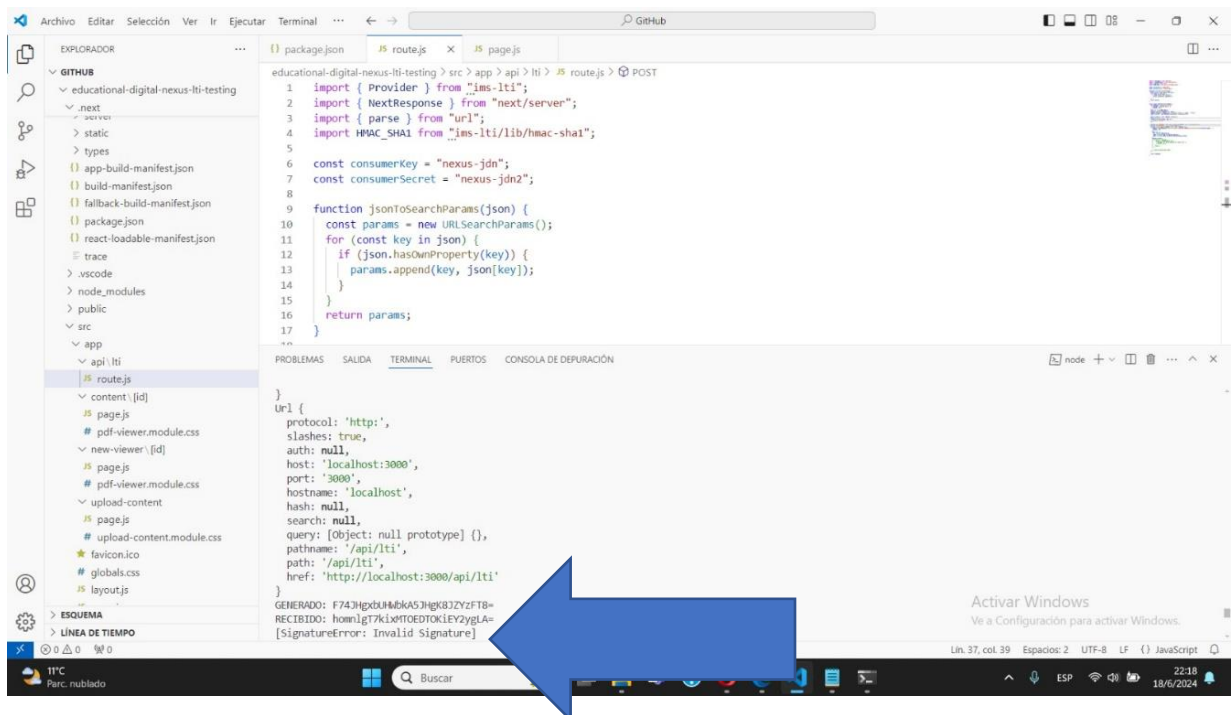 Archivo Editar Selección Ver Ir Ejecutar Terminal ··· GitHub
EXPLORADOR
GITHUB
educational-digital-nexus-lti-testing
.next
server
static
types
{} app-build-manifest.json
{} build-manifest.json
{} fallback-build-manifest.json
{} package.json
{} react-loadable-manifest.json
trace
.vscode
node_modules
public
src
app
api\lti
JS route.js
content\[id]
JS page.js
# pdf-viewer.module.css
new-viewer\[id]
JS page.js
# pdf-viewer.module.css
upload-content
JS page.js
# upload-content.module.css
favicon.ico
# globals.css
JS layout.js
ESQUEMA
LÍNEA DE TIEMPO
{} package.json JS route.js JS page.js
educational-digital-nexus-lti-testing > src > app > api > lti > JS route.js > POST
1 import { Provider } from "ims-lti";
2 import { NextResponse } from "next/server";
3 import { parse } from "url";
4 import HMAC_SHA1 from "ims-lti/lib/hmac-sha1";
5
6 const consumerKey = "nexus-jdn";
7 const consumerSecret = "nexus-jdn2";
8
9 function jsonToSearchParams(json) {
10 const params = new URLSearchParams();
11 for (const key in json) {
12 if (json.hasOwnProperty(key)) {
13 params.append(key, json[key]);
14 }
15 }
16 return params;
17 }
PROBLEMAS SALIDA TERMINAL PUERTOS CONSOLA DE DEPURACIÓN node
}
Url {
protocol: 'http:',
slashes: true,
auth: null,
host: 'localhost:3000',
port: '3000',
hostname: 'localhost',
hash: null,
search: null,
query: [Object: null prototype] {},
pathname: '/api/lti',
path: '/api/lti',
href: 'http://localhost:3000/api/lti'
}
GENERADO:
RECIBIDO:
[SignatureError: Invalid Signature]
Activar Windows
Ve a Configuración para activar Windows.
0 0 0 Lín. 37, col. 39 Espacios: 2 UTF-8 LF {} JavaScript
11°C
Parc. nublado
Buscar
ESP
22:18
18/6/2024